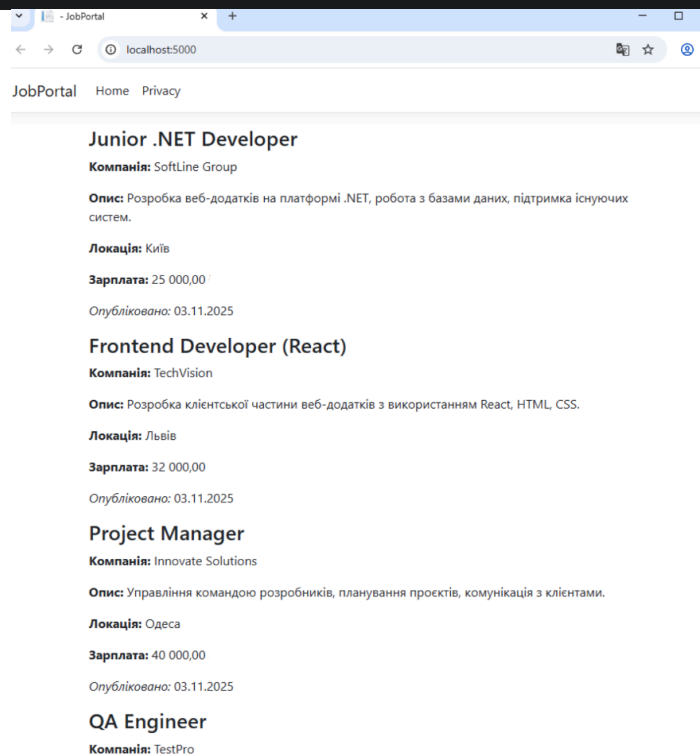 - JobPortal
localhost:5000
JobPortal Home Privacy
Junior .NET Developer
Компанія: SoftLine Group
Опис: Розробка веб-додатків на платформі .NET, робота з базами даних, підтримка існуючих
систем.
Локація: Київ
Зарплата: 25 000,00
Опубліковано: 03.11.2025
Frontend Developer (React)
Компанія: TechVision
Опис: Розробка клієнтської частини веб-додатків з використанням React, HTML, CSS.
Локація: Львів
Зарплата: 32 000,00
Опубліковано: 03.11.2025
Project Manager
Компанія: Innovate Solutions
Опис: Управління командою розробників, планування проєктів, комунікація з клієнтами.
Локація: Одеса
Зарплата: 40 000,00
Опубліковано: 03.11.2025
QA Engineer
Компанія: TestPro